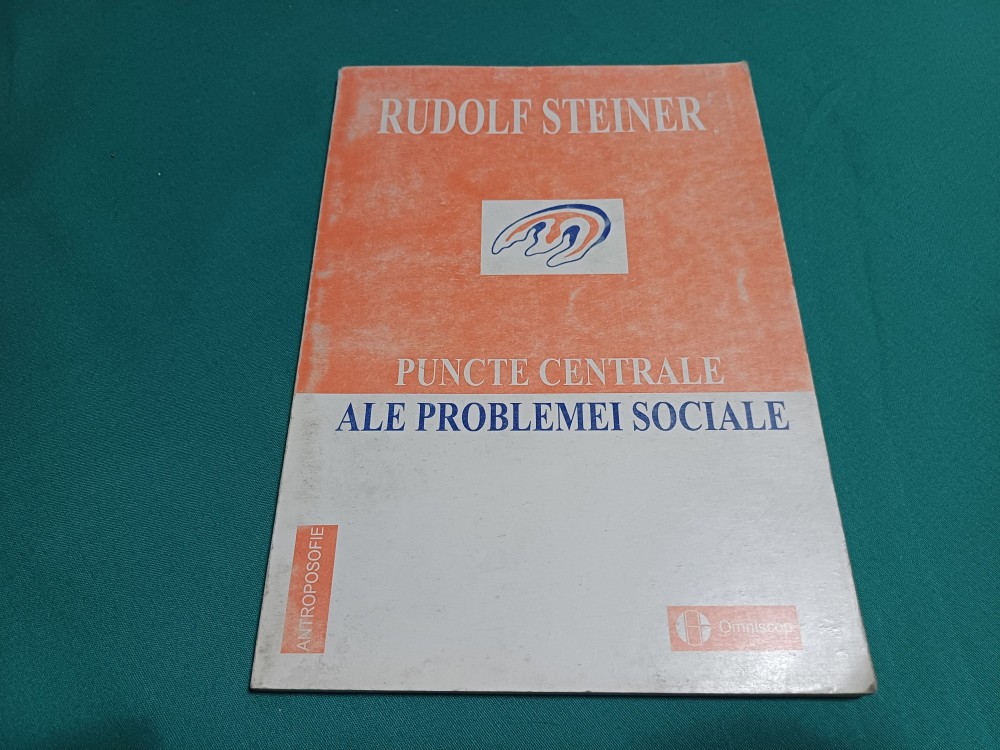 RUDOLF STEINER
PUNCTE CENTRALE
ALE PROBLEMEI SOCIALE
ANTROPOSOFIE
Omniscop